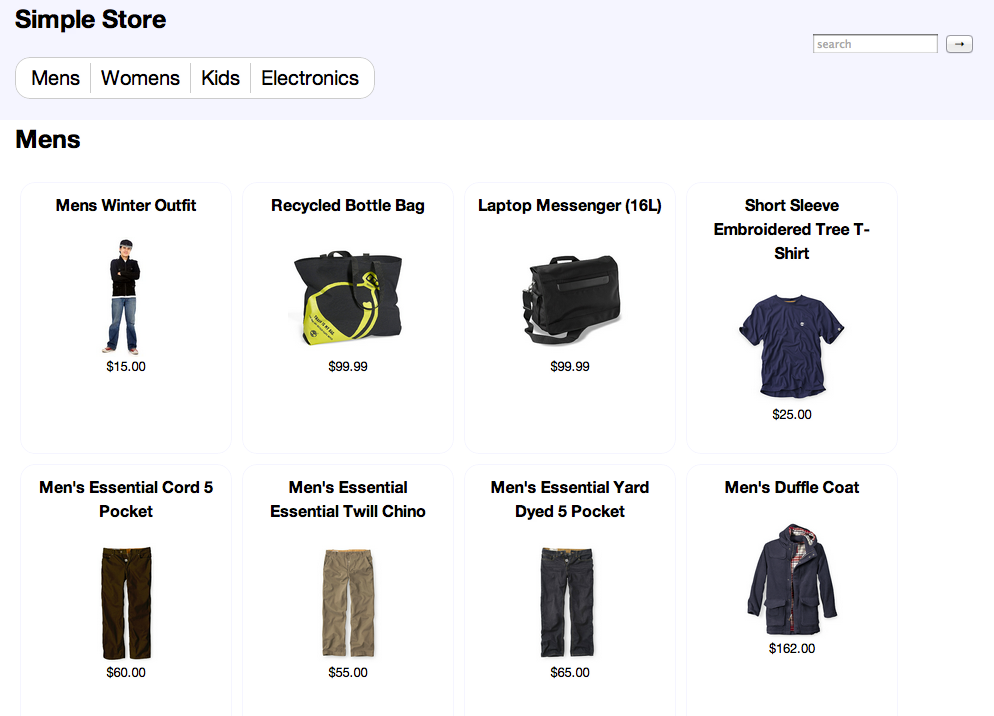 Simple Store
search
→
Mens
Womens
Kids
Electronics
Mens
Mens Winter Outfit
$15.00
Recycled Bottle Bag
$99.99
Laptop Messenger (16L)
$99.99
Short Sleeve
Embroidered Tree T-
Shirt
$25.00
Men's Essential Cord 5
Pocket
$60.00
Men's Essential
Essential Twill Chino
$55.00
Men's Essential Yard
Dyed 5 Pocket
$65.00
Men's Duffle Coat
$162.00